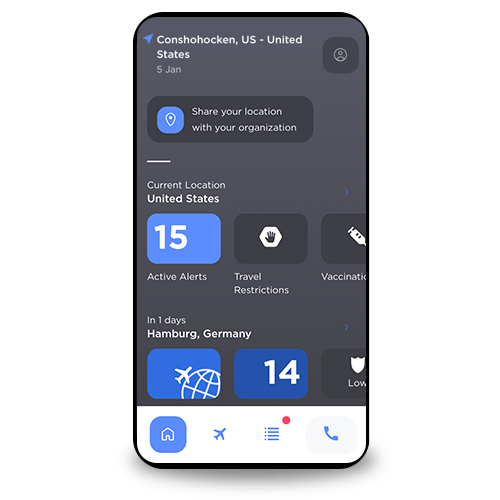 Conshohocken, US - United
States
5 Jan
Share your location
with your organization
Current Location
United States
15
Active Alerts
Travel
Restrictions
Vaccinatio
In 1 days
Hamburg, Germany
14
Low